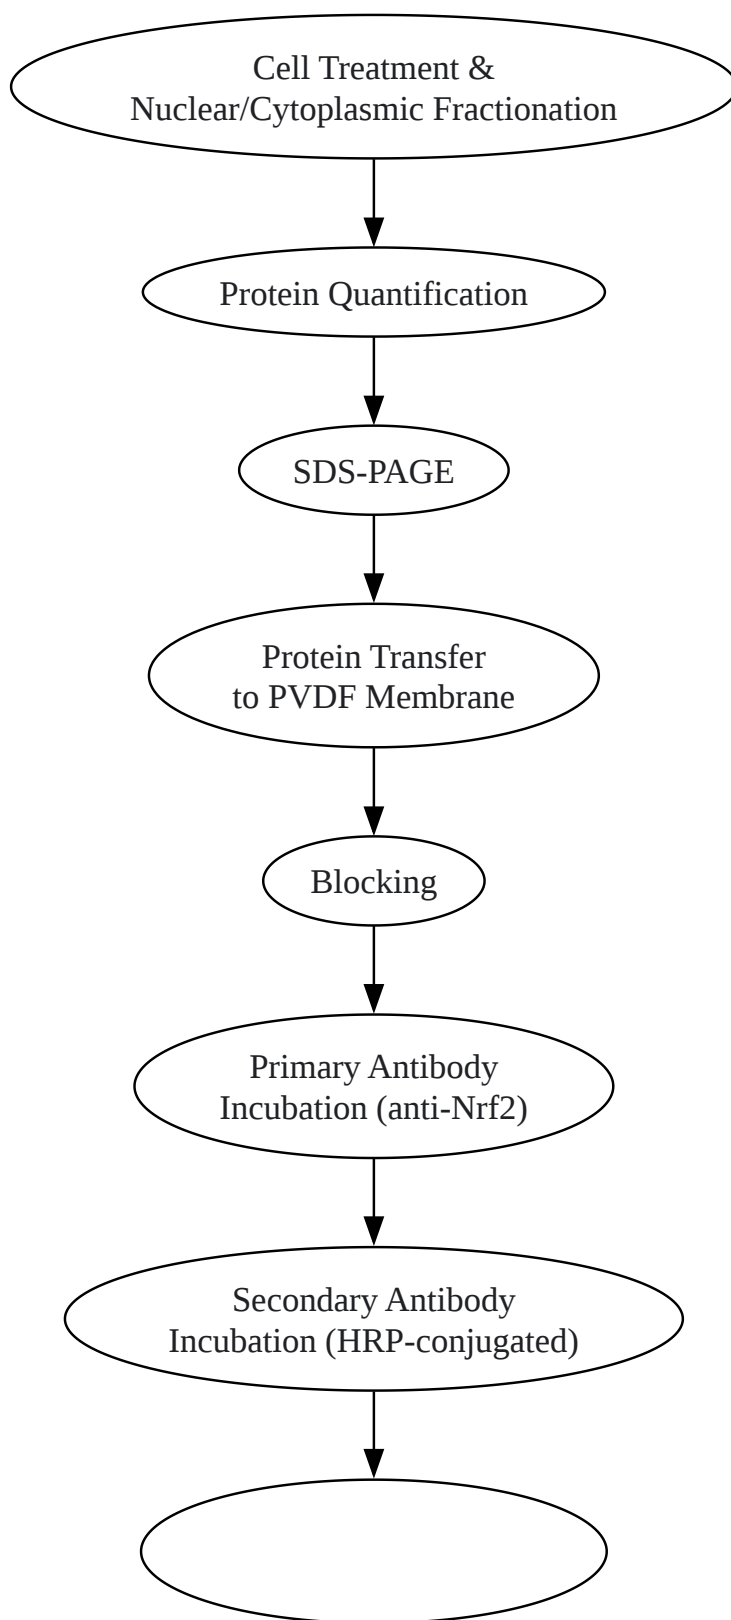 Cell Treatment &
Nuclear/Cytoplasmic Fractionation
Protein Quantification
SDS-PAGE
Protein Transfer
to PVDF Membrane
Blocking
Primary Antibody
Incubation (anti-Nrf2)
Secondary Antibody
Incubation (HRP-conjugated)